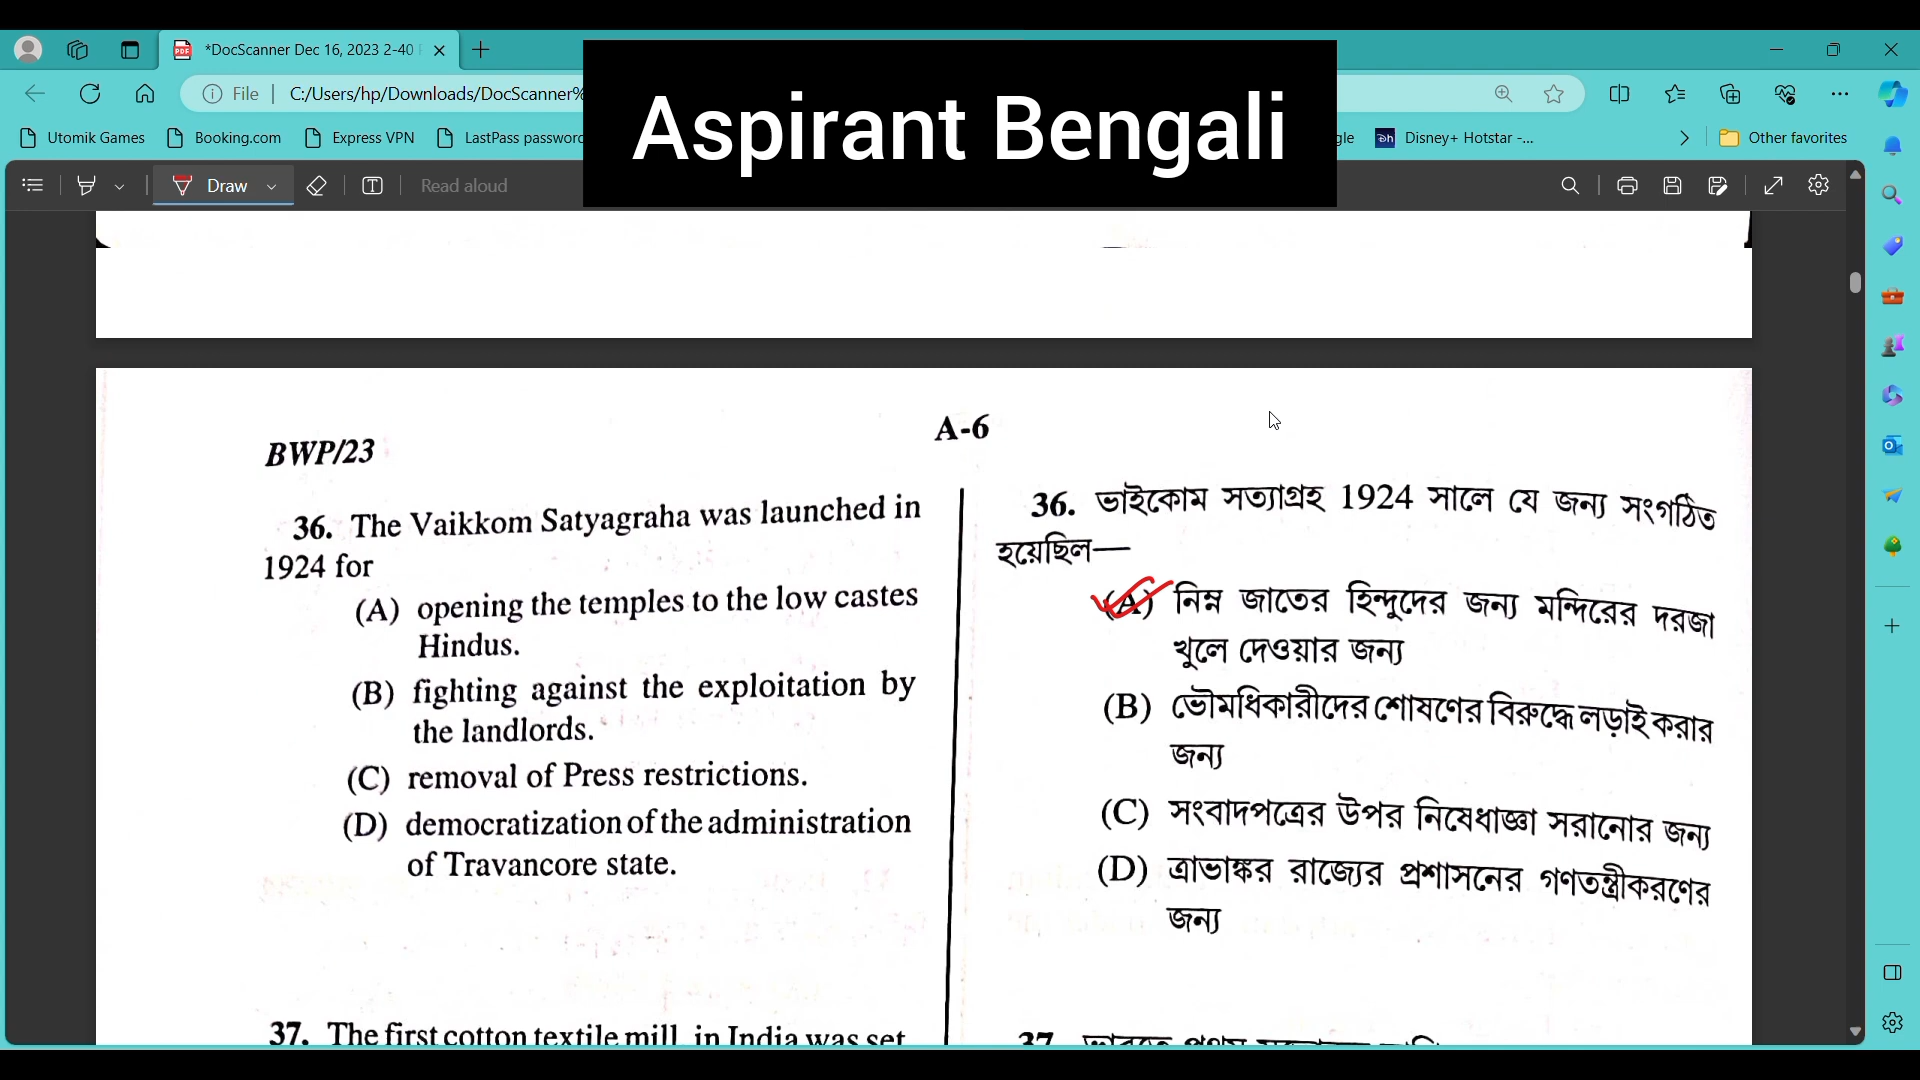 *DocScanner Dec 16, 2023 2-40
File
C:/Users/hp/Downloads/DocScanner%
Utomik Games
Booking.com
Express VPN
LastPass password
Disney+ Hotstar -...
Other favorites
Aspirant Bengali
Draw
Read aloud
BWP/23
A-6
36. The Vaikkom Satyagraha was launched in
1924 for
(A) opening the temples to the low castes
Hindus.
(B) fighting against the exploitation by
the landlords.
(C) removal of Press restrictions.
(D) democratization of the administration
of Travancore state.
37. The first cotton textile mill in India was set
36. ভাইকোম সত্যাগ্রহ 1924 সালে যে জন্য সংগঠিত
হয়েছিল—
(A) নিম্ন জাতের হিন্দুদের জন্য মন্দিরের দরজা
খুলে দেওয়ার জন্য
(B) ভৌমধিকারীদের শোষণের বিরুদ্ধে লড়াই করার
জন্য
(C) সংবাদপত্রের উপর নিষেধাজ্ঞা সরানোর জন্য
(D) ত্রাভাঙ্কর রাজ্যের প্রশাসনের গণতন্ত্রীকরণের
জন্য
37